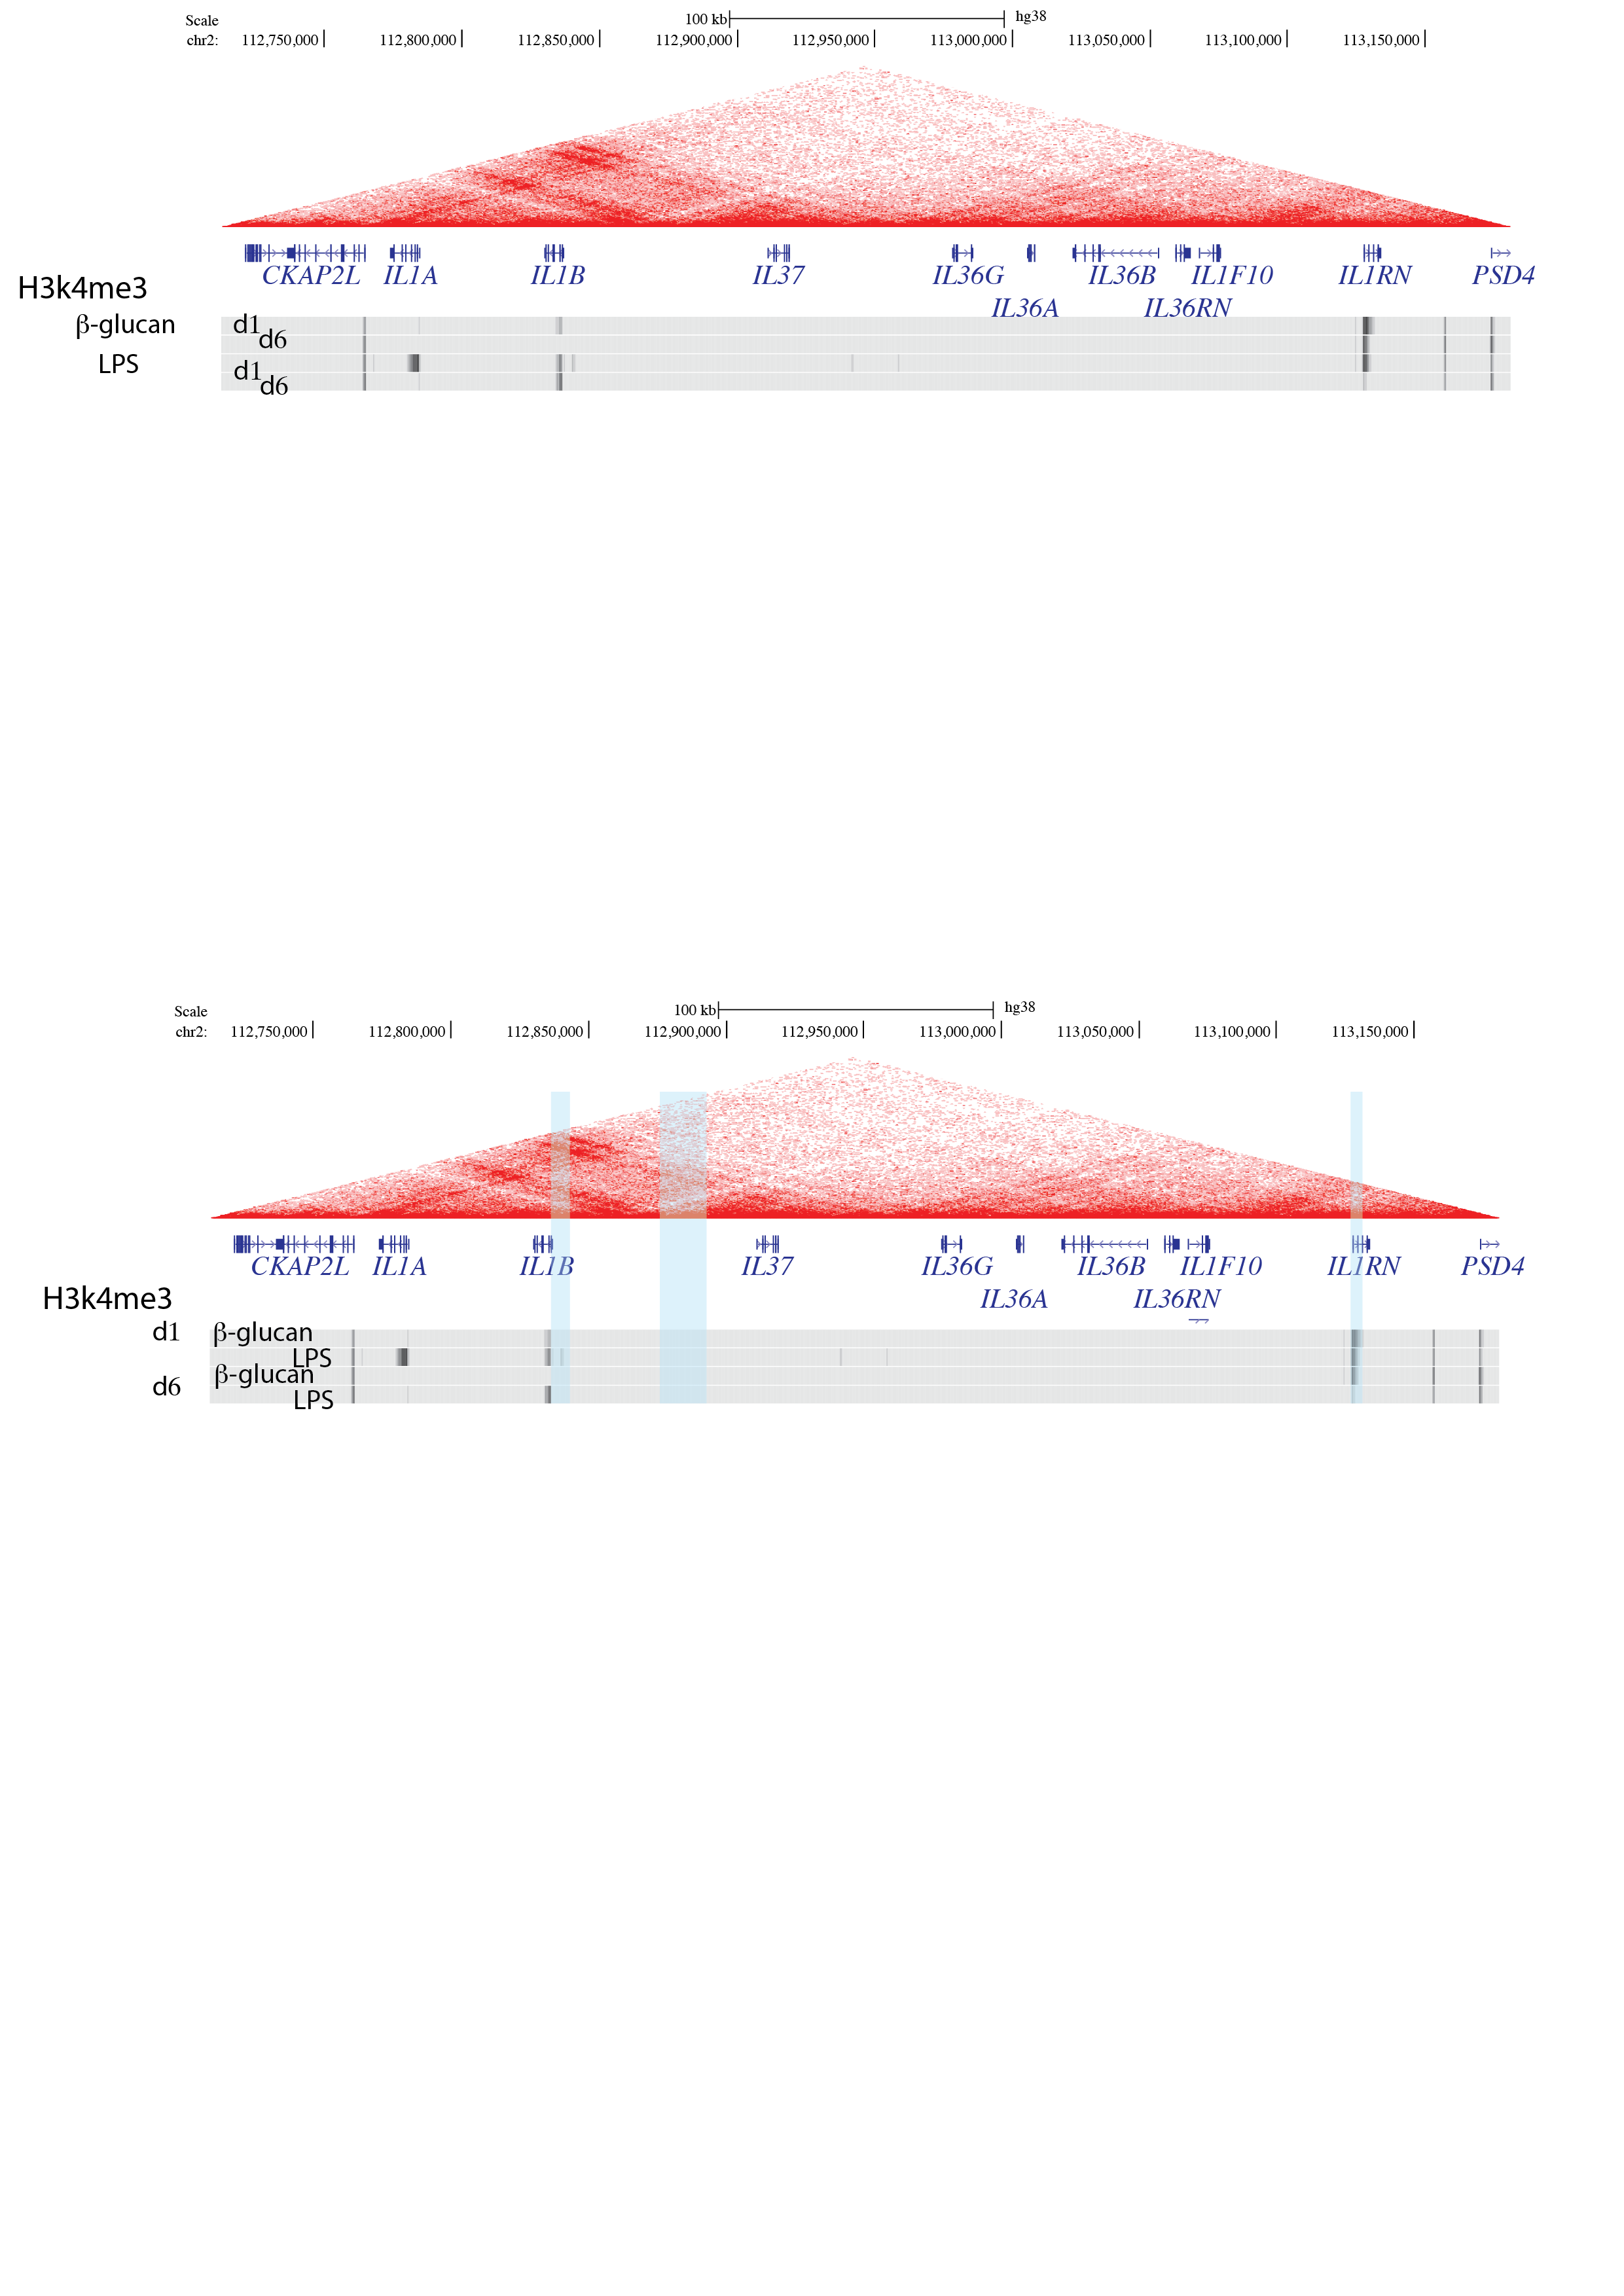 Scale 100 kb hg38
chr2: 112,750,000 112,800,000 112,850,000 112,900,000 112,950,000 113,000,000 113,050,000 113,100,000 113,150,000
CKAP2L IL1A IL1B IL37 IL36G IL36B IL1F10 IL1RN PSD4
IL36A IL36RN
H3k4me3
β-glucan d1
d6
LPS d1
d6
Scale 100 kb hg38
chr2: 112,750,000 112,800,000 112,850,000 112,900,000 112,950,000 113,000,000 113,050,000 113,100,000 113,150,000
CKAP2L IL1A IL1B IL37 IL36G IL36B IL1F10 IL1RN PSD4
IL36A IL36RN
H3k4me3
d1 β-glucan
LPS
β-glucan
d6
LPS